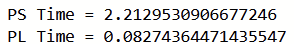 PS Time = 2.2129530906677246
PL Time = 0.08274364471435547